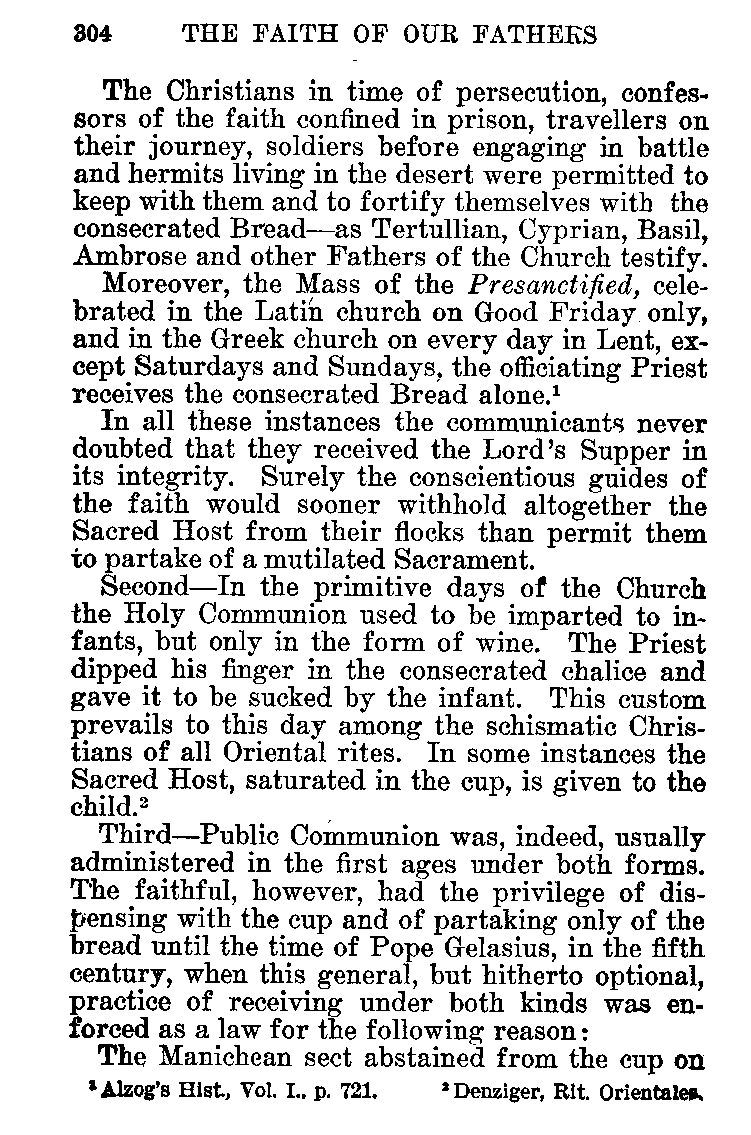 304 THE FAITH OF OUR FATHERS
The Christians in time of persecution, confes-
sors of the faith confined in prison, travellers on
their journey, soldiers before engaging in battle
and hermits living in the desert were permitted to
keep with them and to fortify themselves with the
consecrated Bread—as Tertullian, Cyprian, Basil,
Ambrose and other Fathers of the Church testify.
Moreover, the Mass of the Presanctified, cele-
brated in the Latin church on Good Friday only,
and in the Greek church on every day in Lent, ex-
cept Saturdays and Sundays, the officiating Priest
receives the consecrated Bread alone.¹
In all these instances the communicants never
doubted that they received the Lord's Supper in
its integrity. Surely the conscientious guides of
the faith would sooner withhold altogether the
Sacred Host from their flocks than permit them
to partake of a mutilated Sacrament.
Second—In the primitive days of the Church
the Holy Communion used to be imparted to in-
fants, but only in the form of wine. The Priest
dipped his finger in the consecrated chalice and
gave it to be sucked by the infant. This custom
prevails to this day among the schismatic Chris-
tians of all Oriental rites. In some instances the
Sacred Host, saturated in the cup, is given to the
child.²
Third—Public Communion was, indeed, usually
administered in the first ages under both forms.
The faithful, however, had the privilege of dis-
pensing with the cup and of partaking only of the
bread until the time of Pope Gelasius, in the fifth
century, when this general, but hitherto optional,
practice of receiving under both kinds was en-
forced as a law for the following reason:
The Manichean sect abstained from the cup on
¹ Alzog's Hist., Vol. I., p. 721. ² Denziger, Rit. Orientales.